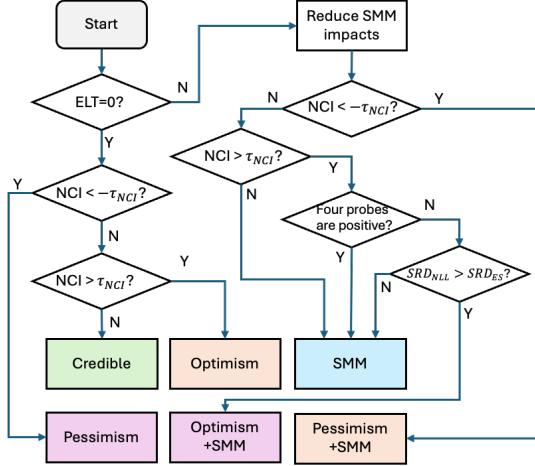 Start
Reduce SMM
impacts
N
ELT=0?
NCI < −τ_NCI?
N
Y
Y
NCI > τ_NCI?
Y
NCI < −τ_NCI?
Y
N
Four probes
are positive?
N
N
Y
NCI > τ_NCI?
Y
SRD_NLL > SRD_ES?
N
Y
N
Credible
Optimism
SMM
Pessimism
Optimism
+SMM
Pessimism
+SMM